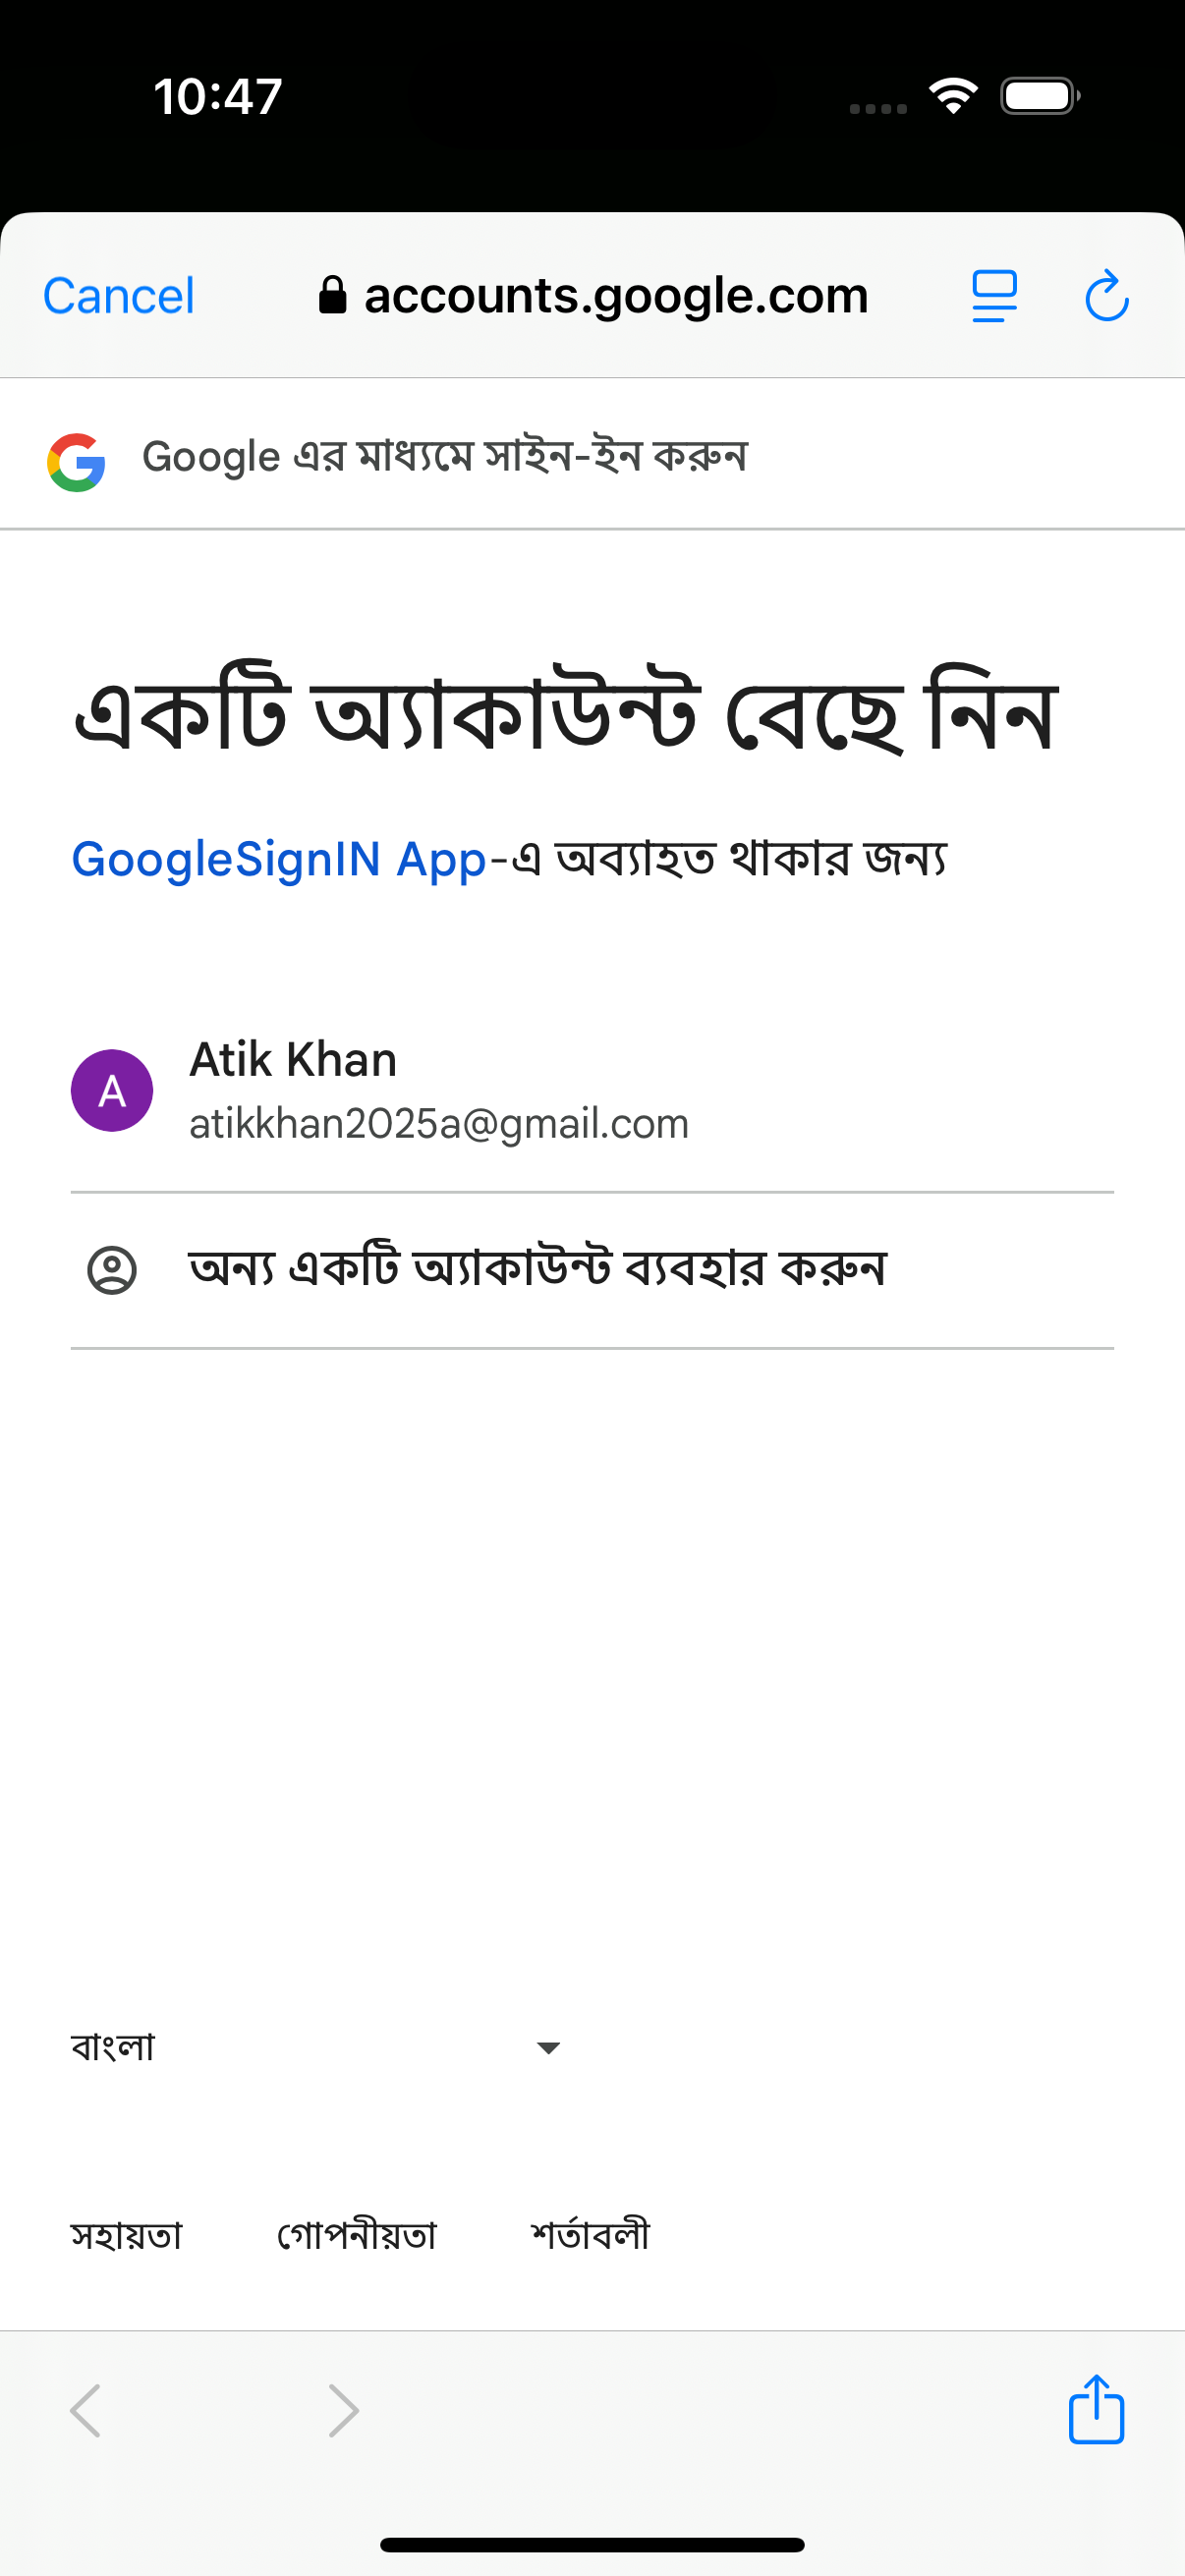 10:47
Cancel accounts.google.com
Google এর মাধ্যমে সাইন-ইন করুন
একটি অ্যাকাউন্ট বেছে নিন
GoogleSignIN App-এ অব্যাহত থাকার জন্য
A
Atik Khan
atikkhan2025a@gmail.com
অন্য একটি অ্যাকাউন্ট ব্যবহার করুন
বাংলা
সহায়তা গোপনীয়তা শর্তাবলী